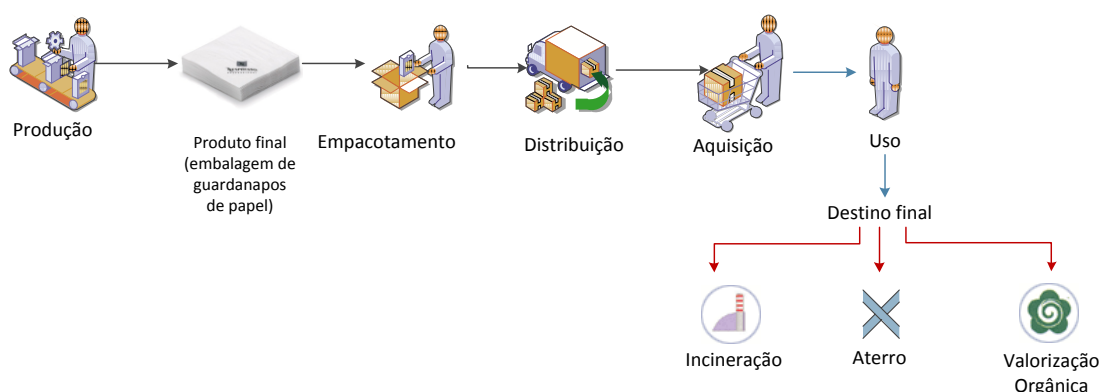 Produção
Produto final
(embalagem de
guardanapos
de papel)
Empacotamento
Distribuição
Aquisição
Uso
Destino final
Incineração
Aterro
Valorização
Orgânica